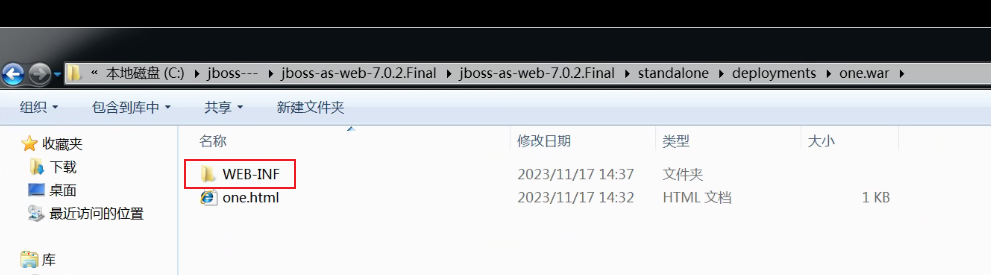 « 本地磁盘 (C:) ▸ jboss--- ▸ jboss-as-web-7.0.2.Final ▸ jboss-as-web-7.0.2.Final ▸ standalone ▸ deployments ▸ one.war ▸
组织 包含到库中 共享 新建文件夹
收藏夹
下载
桌面
最近访问的位置
库
名称 修改日期 类型 大小
WEB-INF 2023/11/17 14:37 文件夹
one.html 2023/11/17 14:32 HTML 文档 1 KB